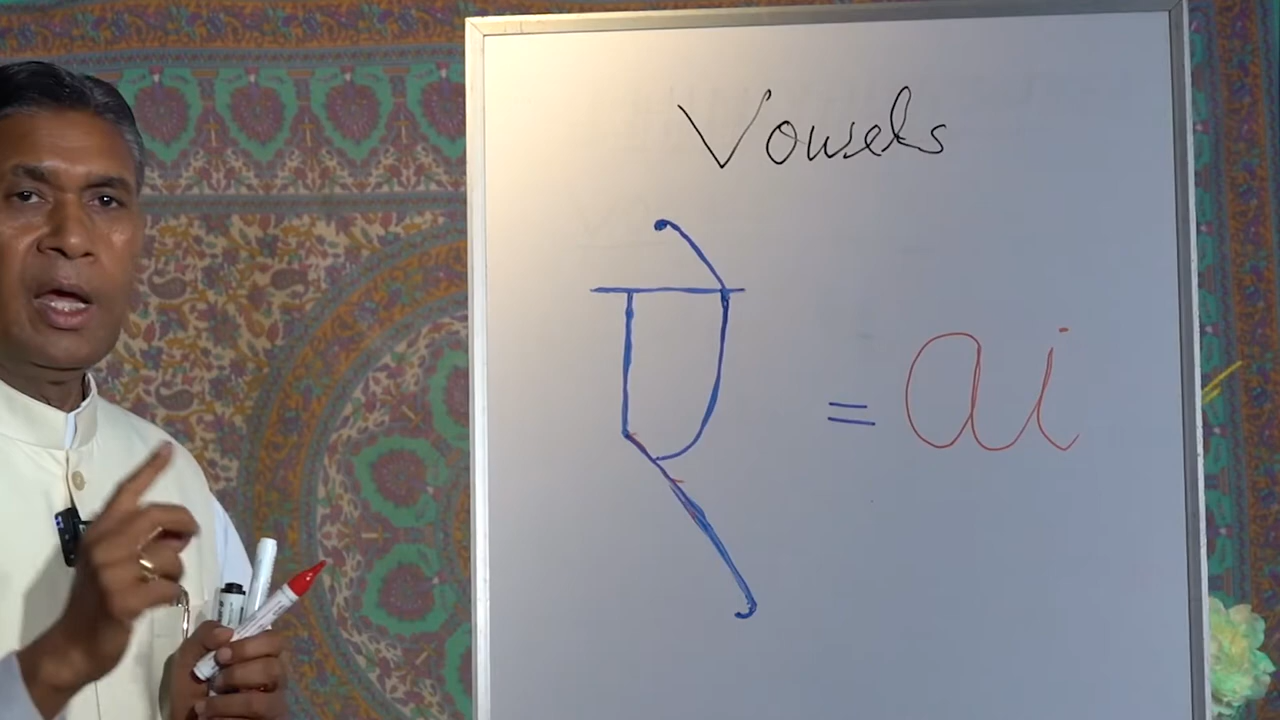 Vowels
ऐ = ai